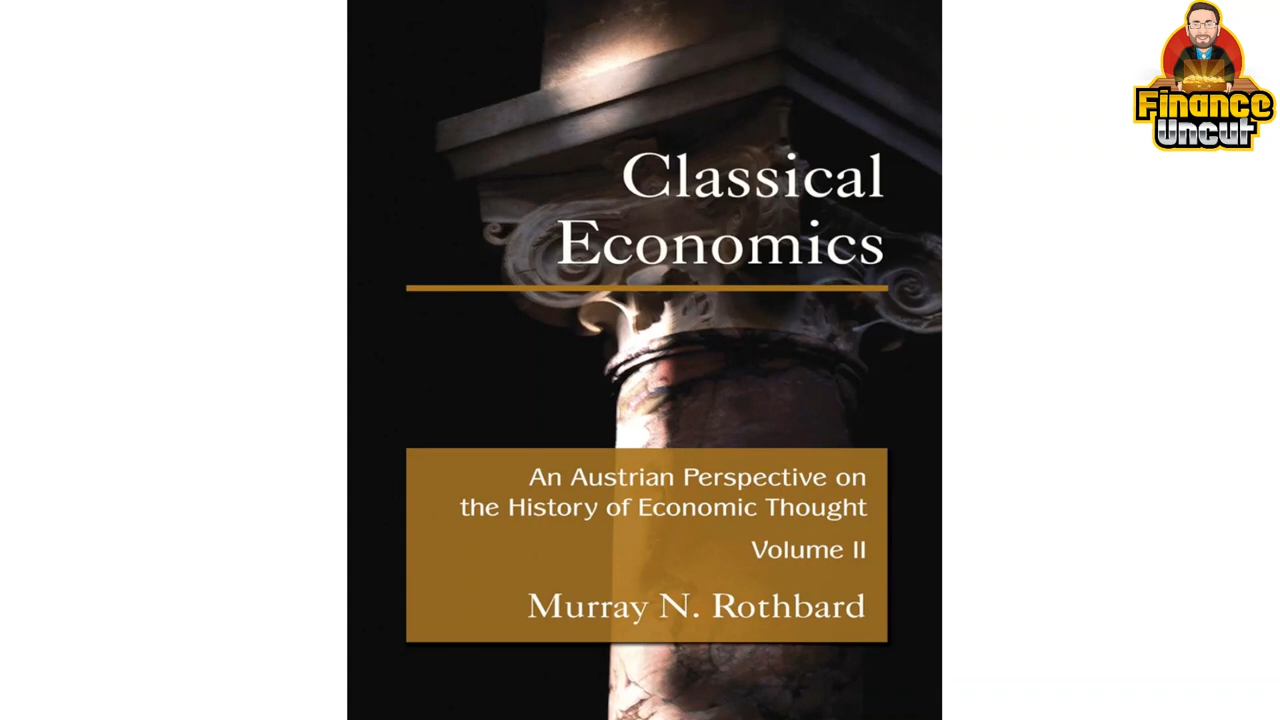 Classical
Economics
An Austrian Perspective on
the History of Economic Thought
Volume II
Murray N. Rothbard
Finance
Uncut